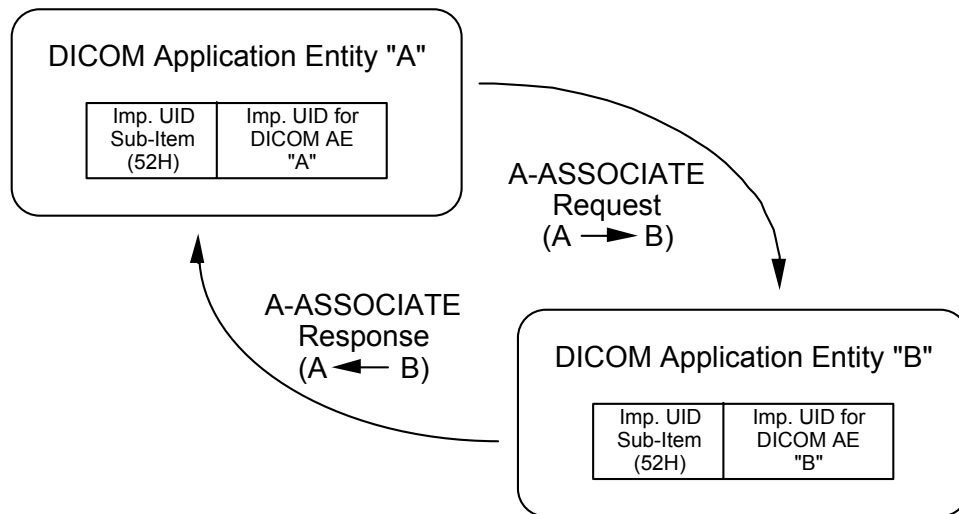 DICOM Application Entity "A"
Imp. UID
Sub-Item
(52H)
Imp. UID for
DICOM AE
"A"
A-ASSOCIATE
Request
(A B)
A-ASSOCIATE
Response
(A B)
DICOM Application Entity "B"
Imp. UID
Sub-Item
(52H)
Imp. UID for
DICOM AE
"B"